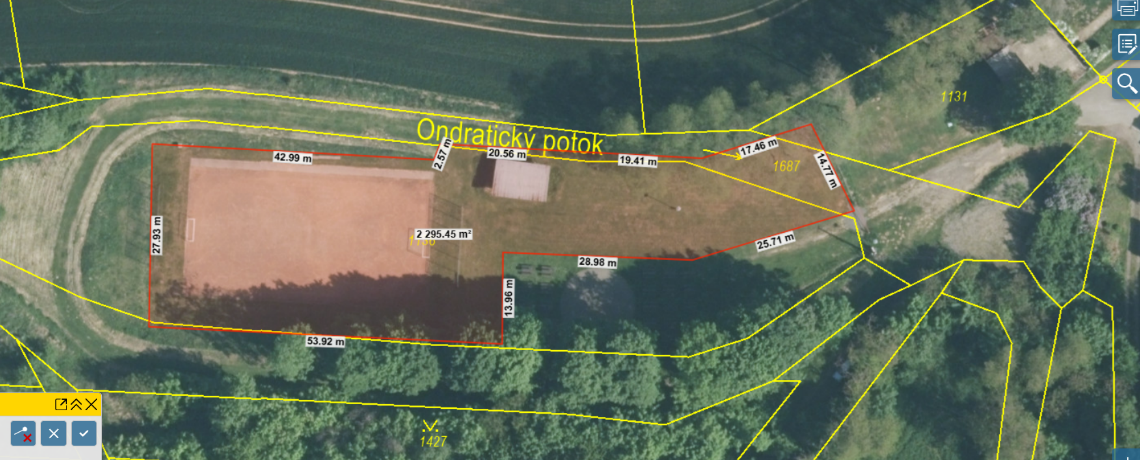 1131
Ondratický potok
17.46 m
42.99 m
2.57 m
20.56 m
19.41 m
1687
14.77 m
27.93 m
2 295.45 m²
25.71 m
28.98 m
13.96 m
53.92 m
1427